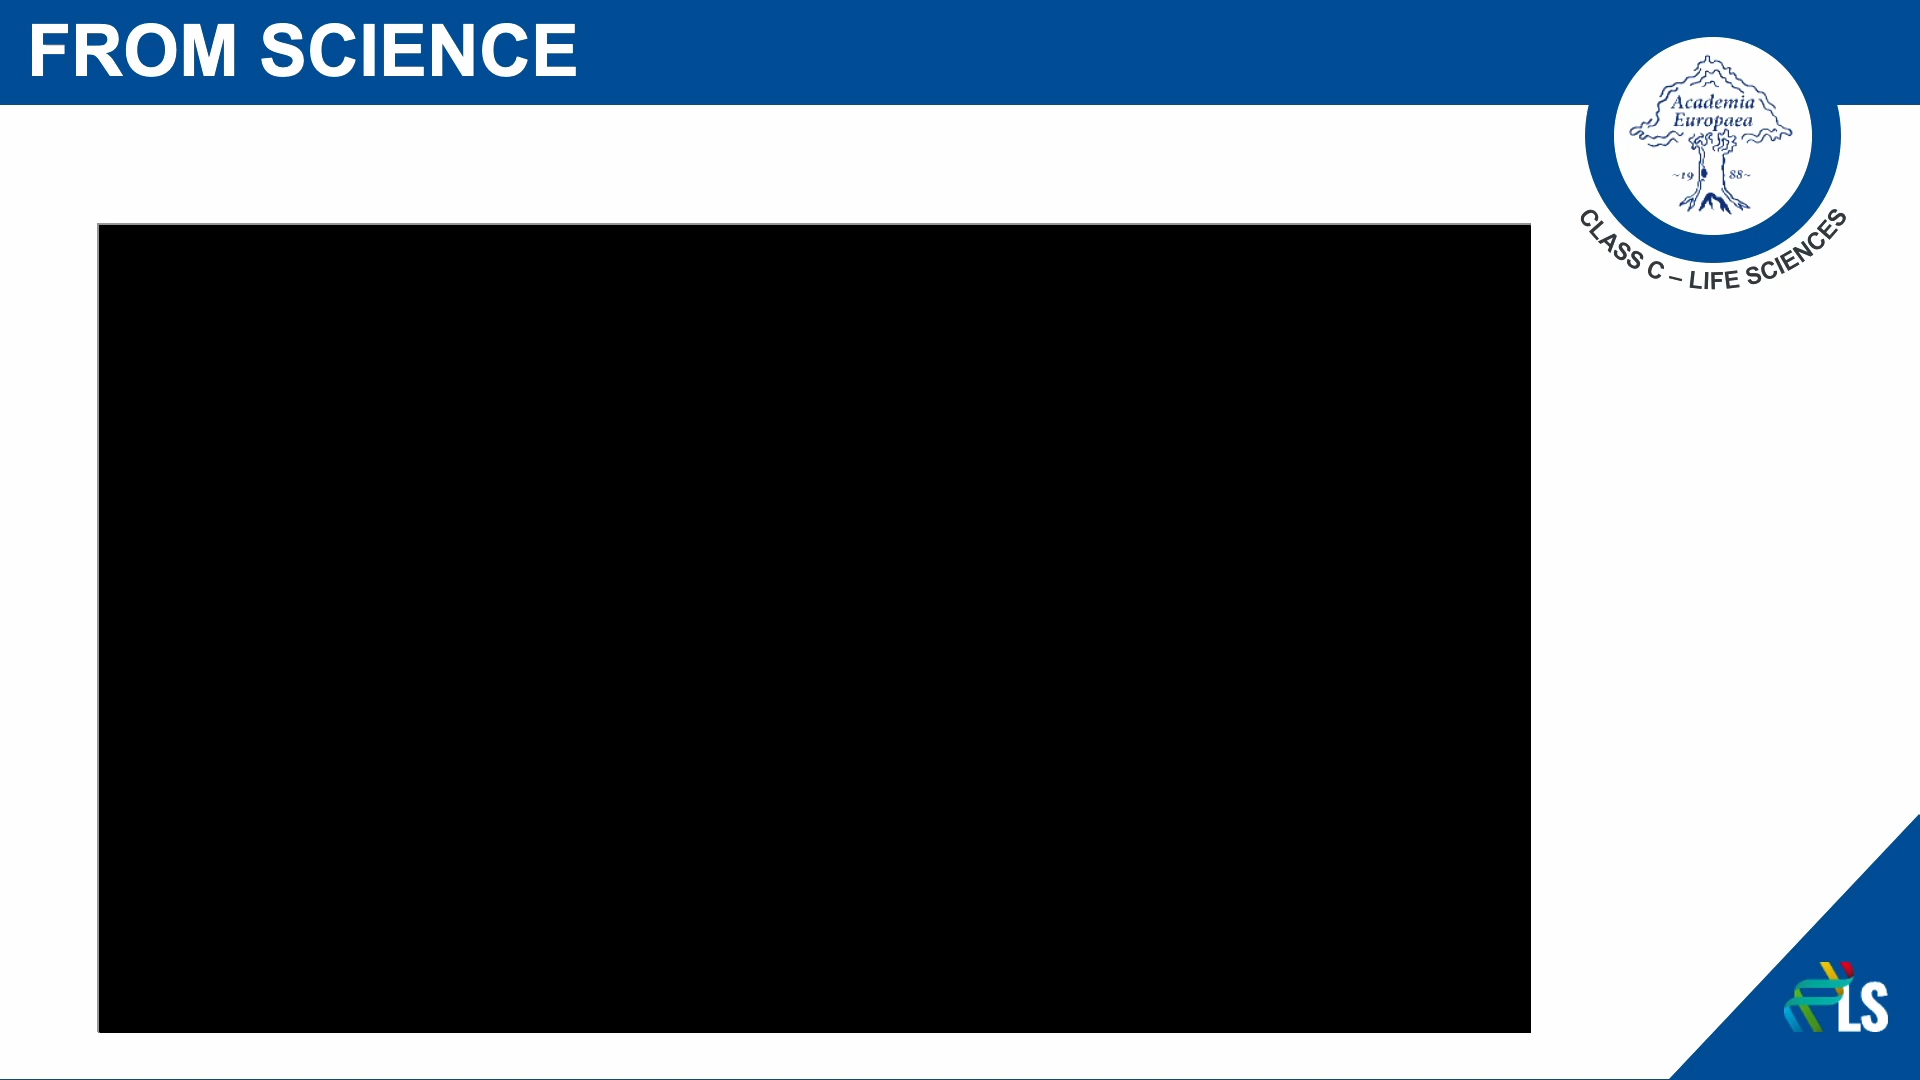 FROM SCIENCE
Academia
Europaea
~19 88~
CLASS C – LIFE SCIENCES
LS